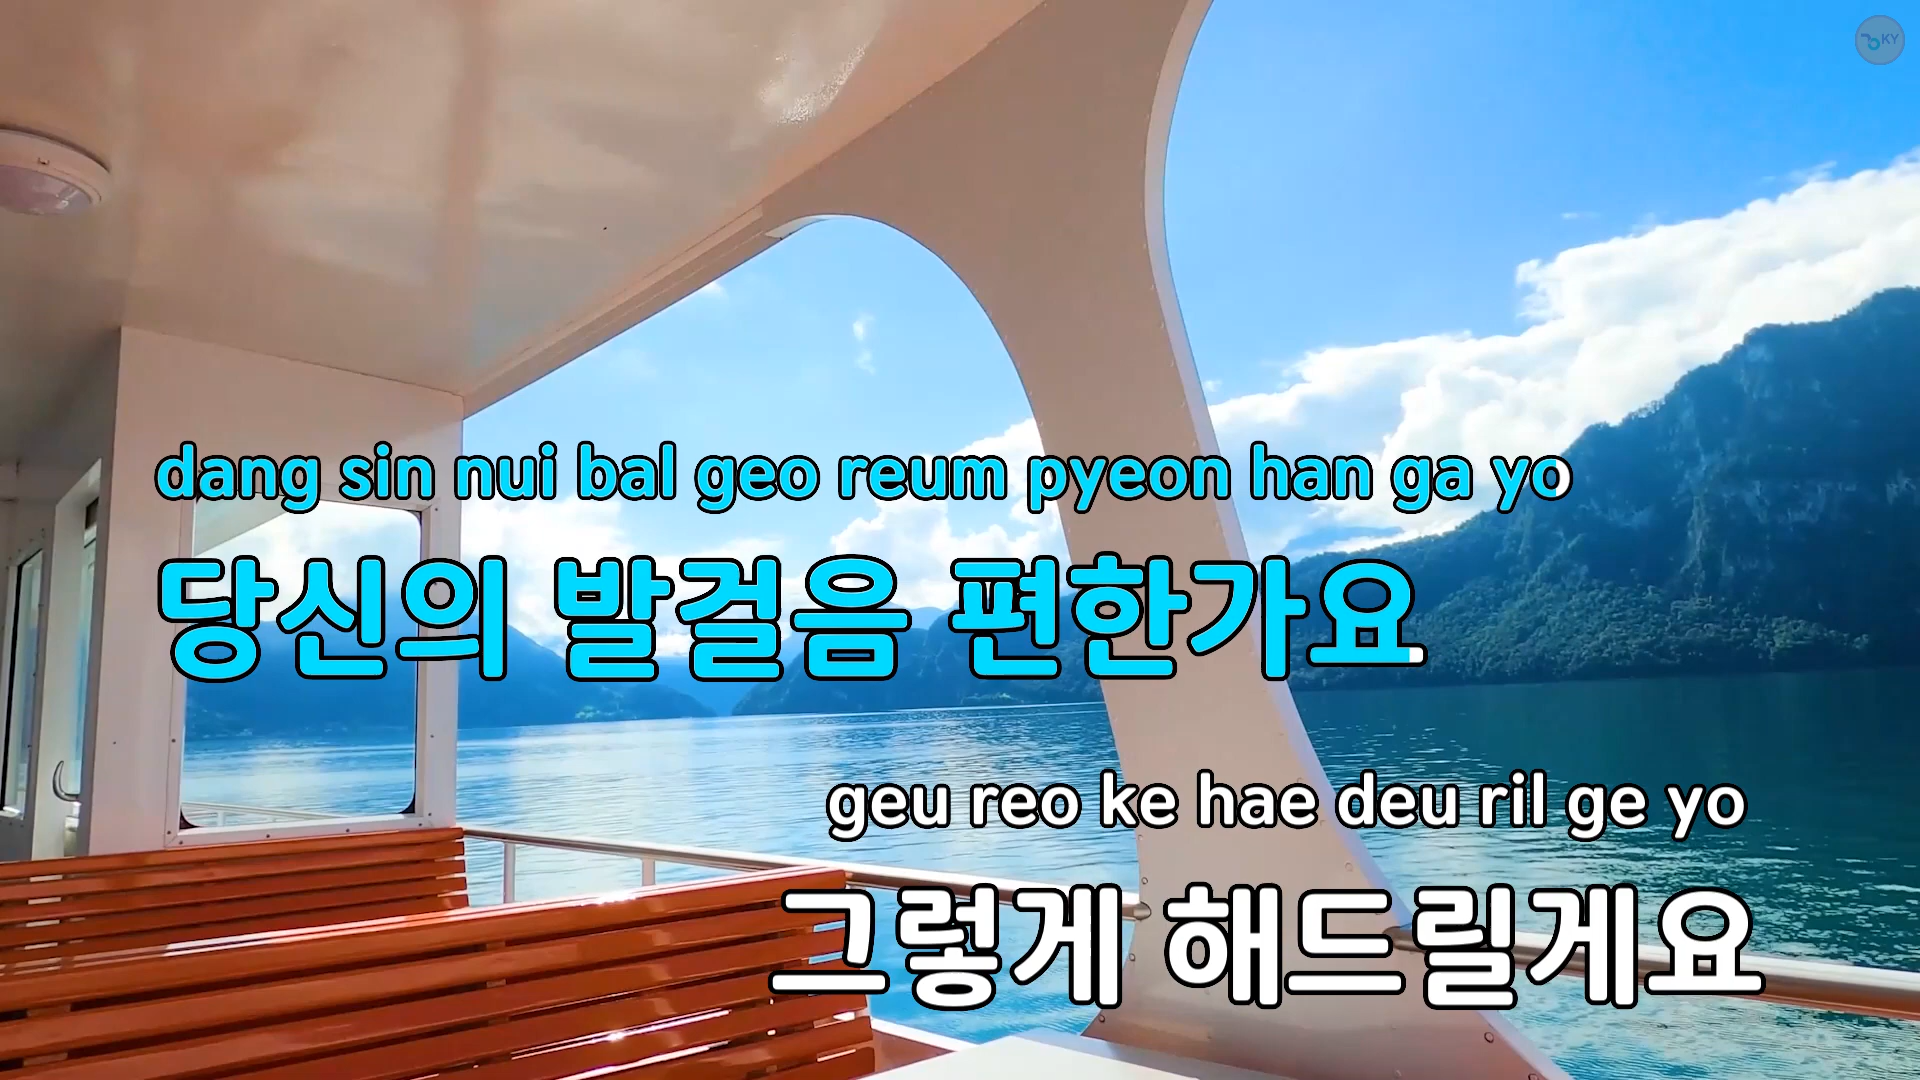 KY
dang sin nui bal geo reum pyeon han ga yo
당신의 발걸음 편한가요
geu reo ke hae deu ril ge yo
그렇게 해드릴게요